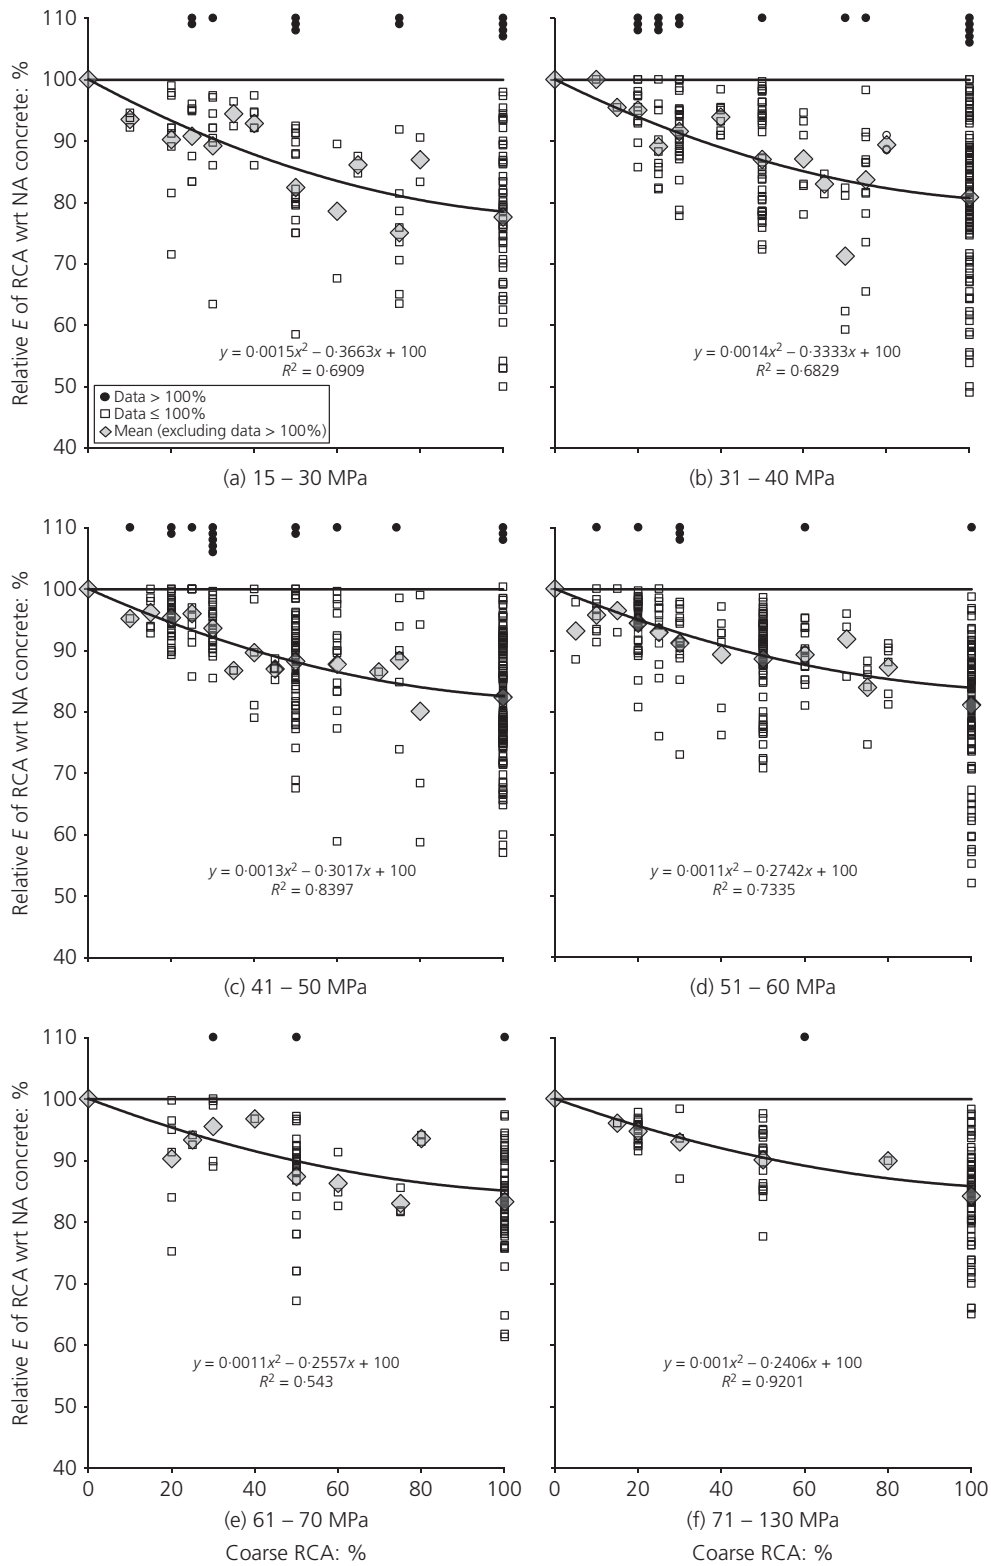 110
100
90
80
70
60
50
40
Relative E of RCA wrt NA concrete: %
y = 0·0015x² – 0·3663x + 100
R² = 0·6909
Data > 100%
Data ≤ 100%
Mean (excluding data > 100%)
(a) 15 – 30 MPa
y = 0·0014x² – 0·3333x + 100
R² = 0·6829
(b) 31 – 40 MPa
110
100
90
80
70
60
50
40
Relative E of RCA wrt NA concrete: %
y = 0·0013x² – 0·3017x + 100
R² = 0·8397
(c) 41 – 50 MPa
y = 0·0011x² – 0·2742x + 100
R² = 0·7335
(d) 51 – 60 MPa
110
100
90
80
70
60
50
40
Relative E of RCA wrt NA concrete: %
y = 0·0011x² – 0·2557x + 100
R² = 0·543
0 20 40 60 80 100
(e) 61 – 70 MPa
Coarse RCA: %
y = 0·001x² – 0·2406x + 100
R² = 0·9201
0 20 40 60 80 100
(f) 71 – 130 MPa
Coarse RCA: %